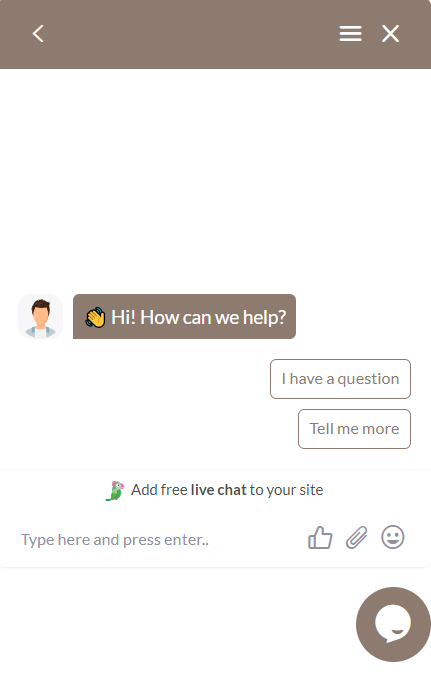 Hi! How can we help?
I have a question
Tell me more
Add free live chat to your site
Type here and press enter..